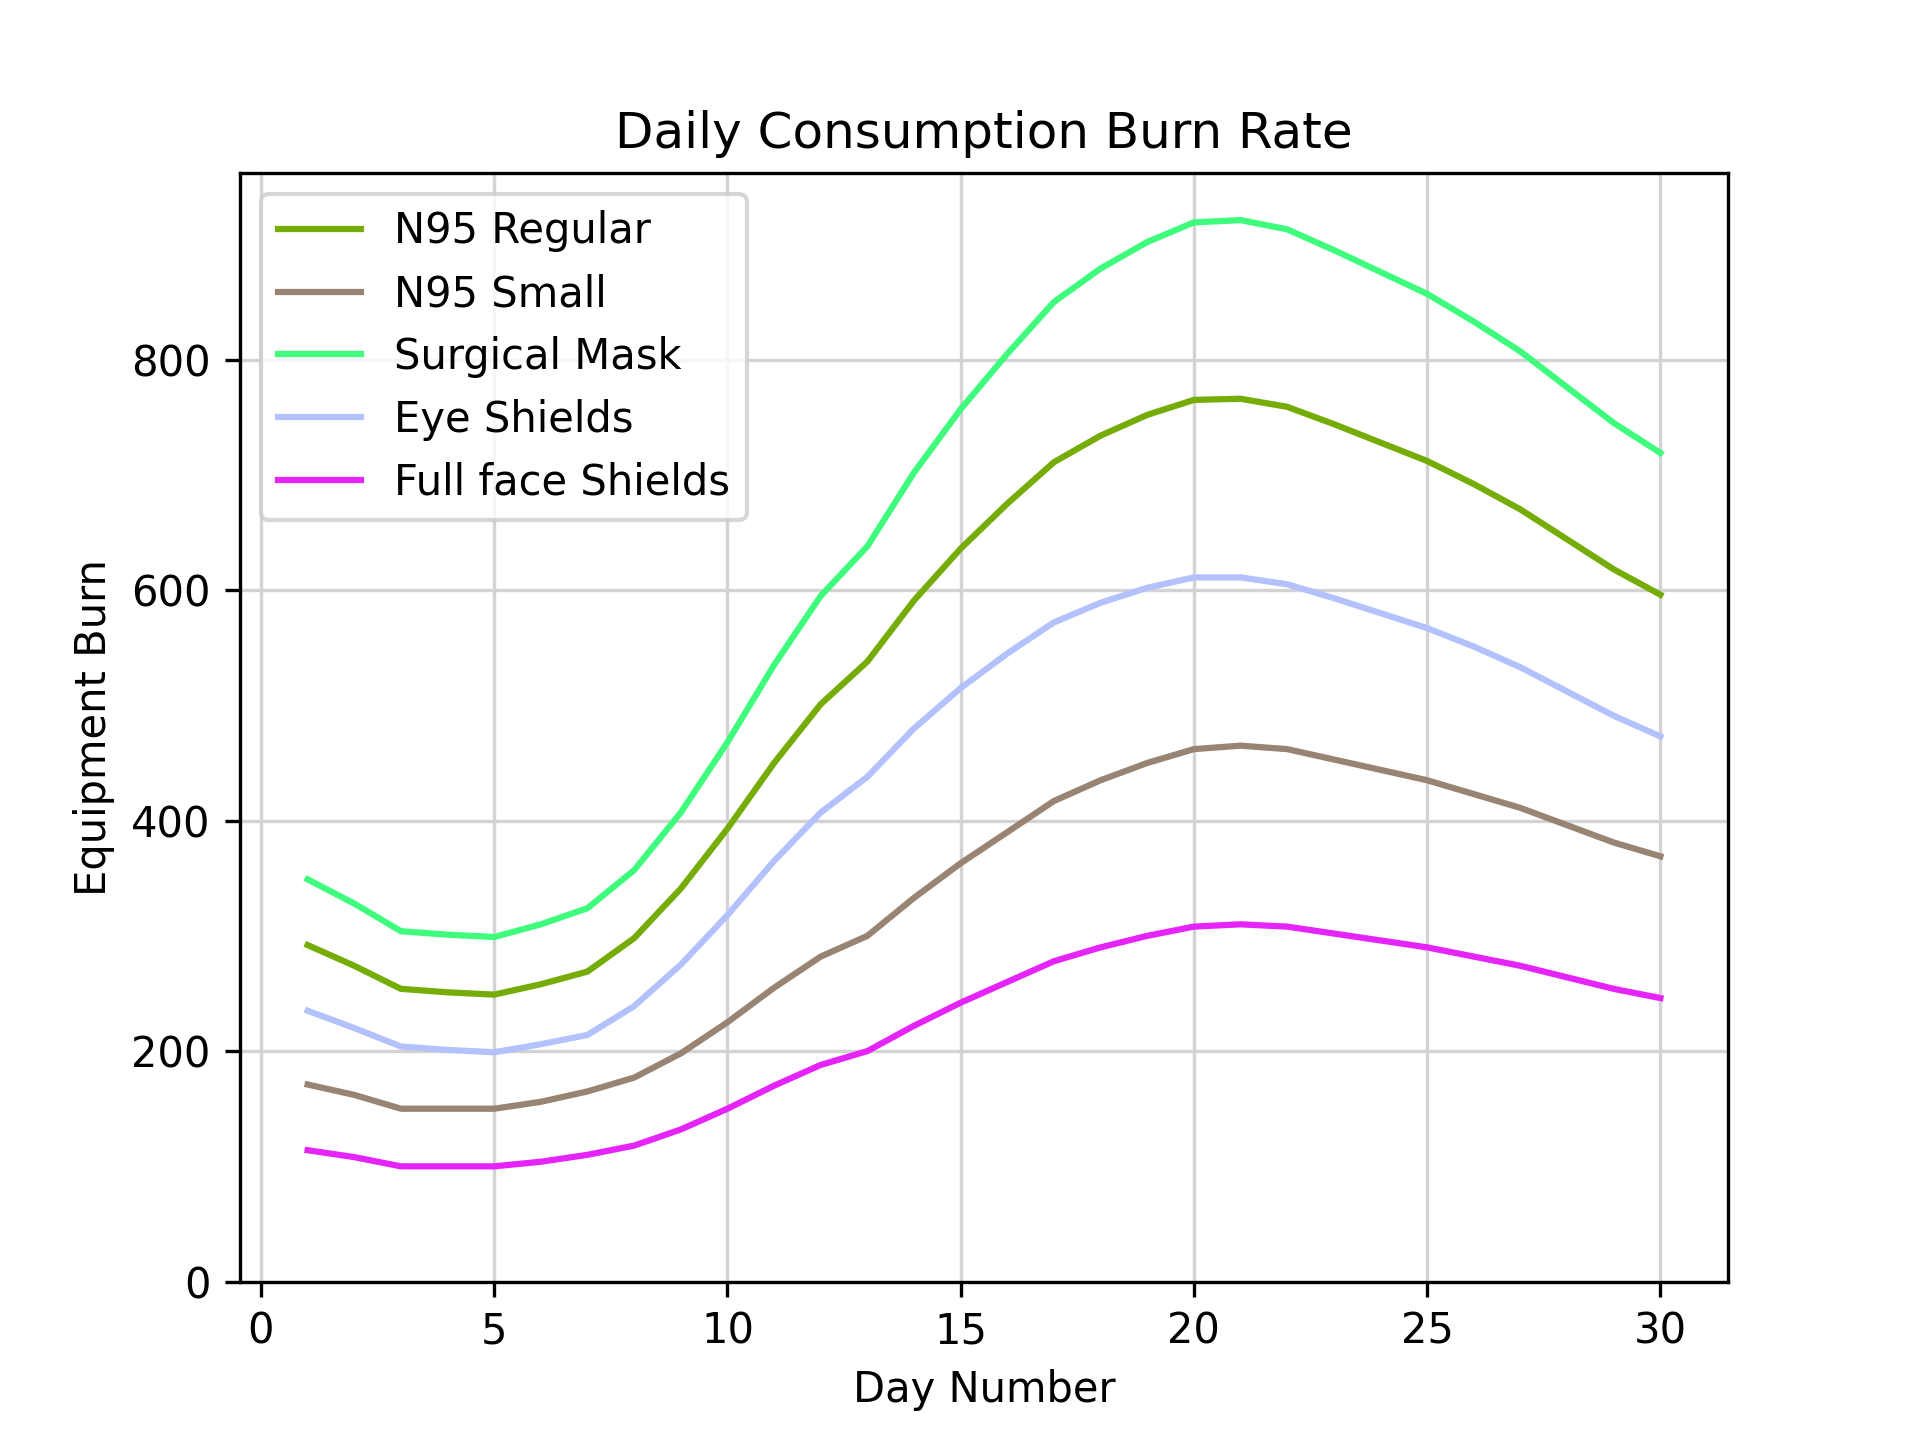 Daily Consumption Burn Rate
N95 Regular
N95 Small
Surgical Mask
Eye Shields
Full face Shields
Equipment Burn
800
600
400
200
0
0 5 10 15 20 25 30
Day Number